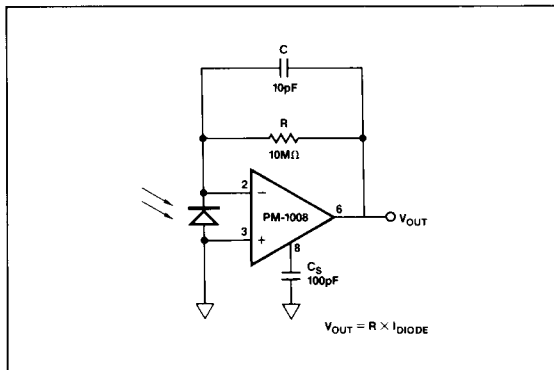 C
10pF
R
10MΩ
2
−
PM-1008
6
V_OUT
3
+
8
C_S
100pF
V_OUT = R × I_DIODE